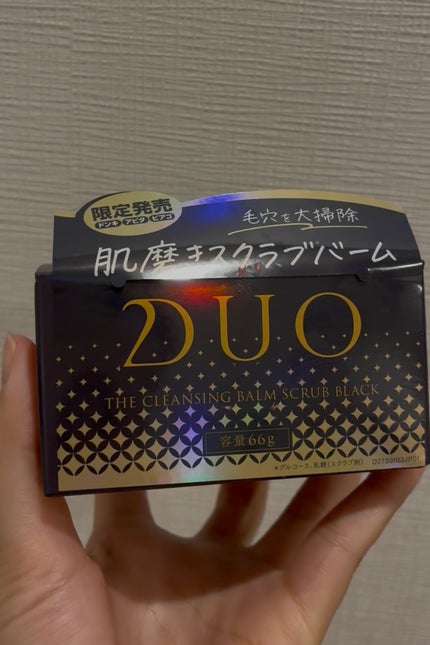 限定発売
ドンキ アピタ ピアゴ
毛穴を大掃除
肌磨きスクラブバーム
DUO
THE CLEANSING BALM SCRUB BLACK
容量66g
*グルコース、乳糖(スクラブ剤) 02720103JP01